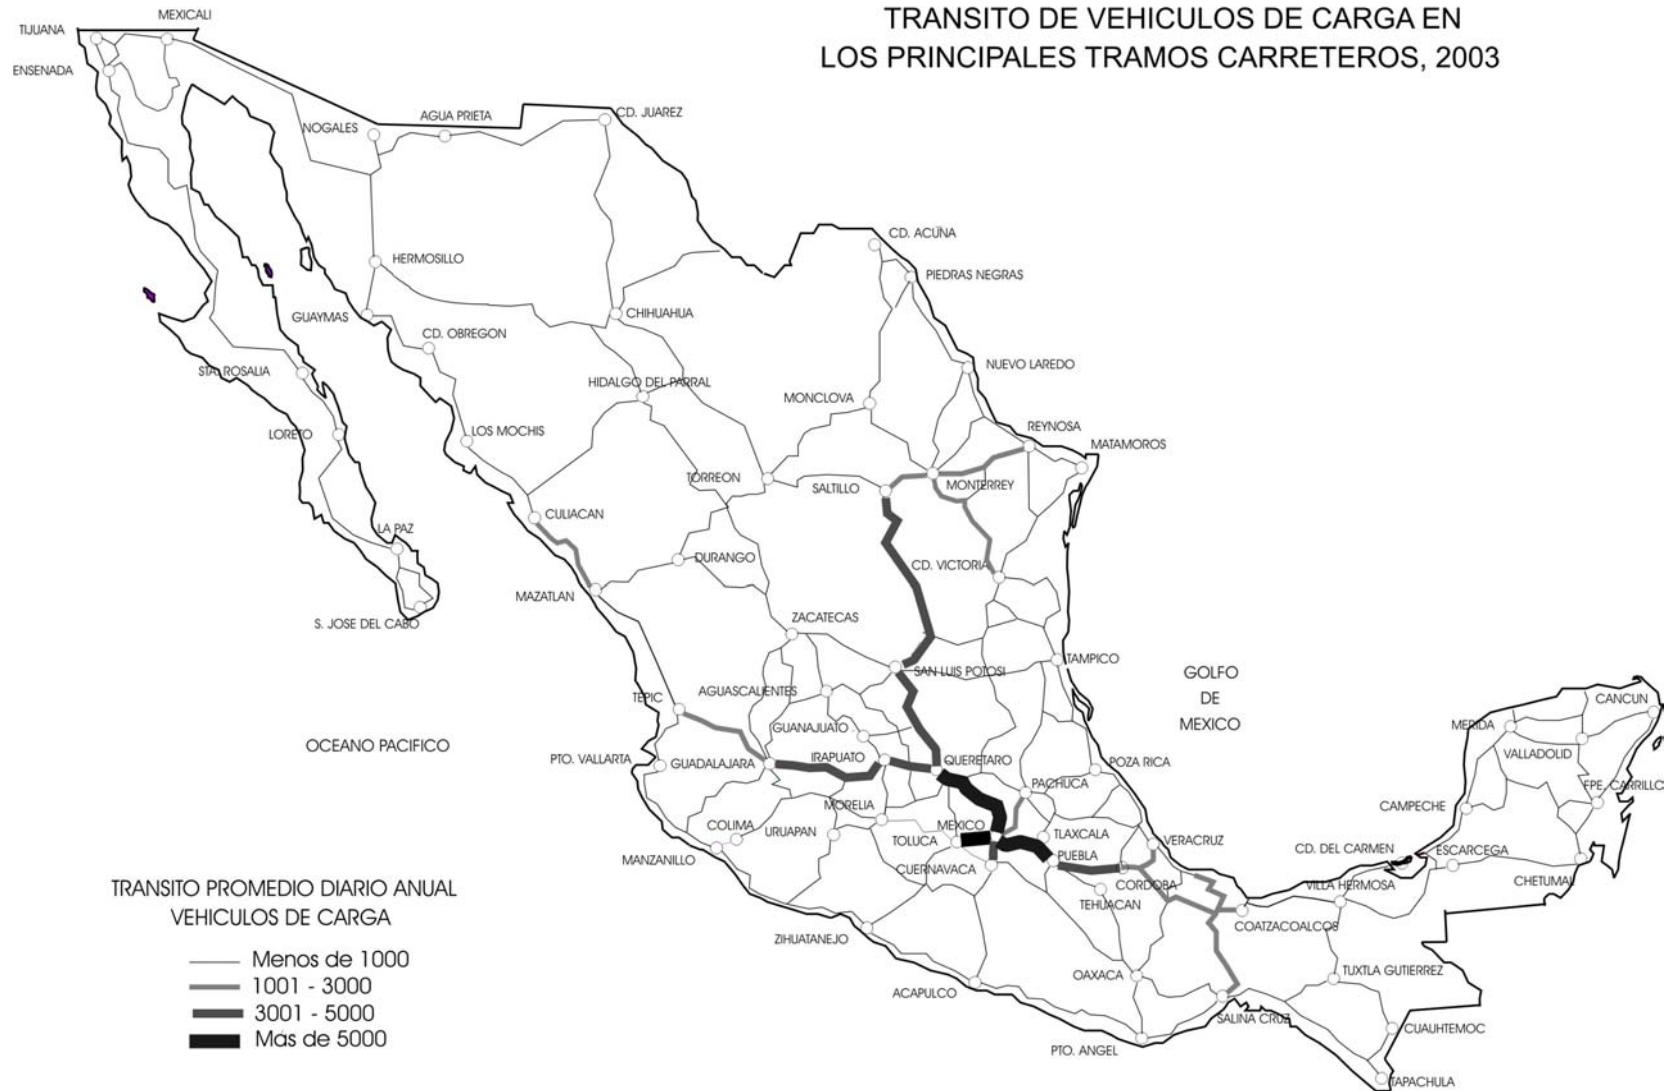 TRANSITO DE VEHICULOS DE CARGA EN
LOS PRINCIPALES TRAMOS CARRETEROS, 2003
MEXICALI
TIJUANA
ENSENADA
NOGALES
AGUA PRIETA
CD. JUAREZ
CD. ACUÑA
HERMOSILLO
PIEDRAS NEGRAS
GUAYMAS
CHIHUAHUA
CD. OBREGON
STA. ROSALIA
NUEVO LAREDO
HIDALGO DEL PARRAL
MONCLOVA
LORETO
LOS MOCHIS
REYNOSA
MATAMOROS
TORREON
SALTILLO
MONTERREY
CULIACAN
LA PAZ
DURANGO
CD. VICTORIA
MAZATLAN
S. JOSE DEL CABO
ZACATECAS
TAMPICO
SAN LUIS POTOSI
GOLFO
DE
MEXICO
AGUASCALIENTES
TEPIC
CANCUN
MERIDA
GUANAJUATO
OCEANO PACIFICO
VALLADOLID
PTO. VALLARTA
GUADALAJARA
IRAPUATO
QUERETARO
POZA RICA
PACHUCA
FPE. CARRILLO
MORELIA
CAMPECHE
COLIMA
URUAPAN
MEXICO
TOLUCA
TLAXCALA
VERACRUZ
MANZANILLO
PUEBLA
CD. DEL CARMEN
ESCARCEGA
CUERNAVACA
CORDOBA
CHETUMAL
VILLA HERMOSA
TEHUACAN
COATZACOALCOS
ZIHUATANEJO
OAXACA
TUXTLA GUTIERREZ
ACAPULCO
SALINA CRUZ
CUAUHTEMOC
PTO. ANGEL
TAPACHULA
TRANSITO PROMEDIO DIARIO ANUAL
VEHICULOS DE CARGA
Menos de 1000
1001 - 3000
3001 - 5000
Más de 5000